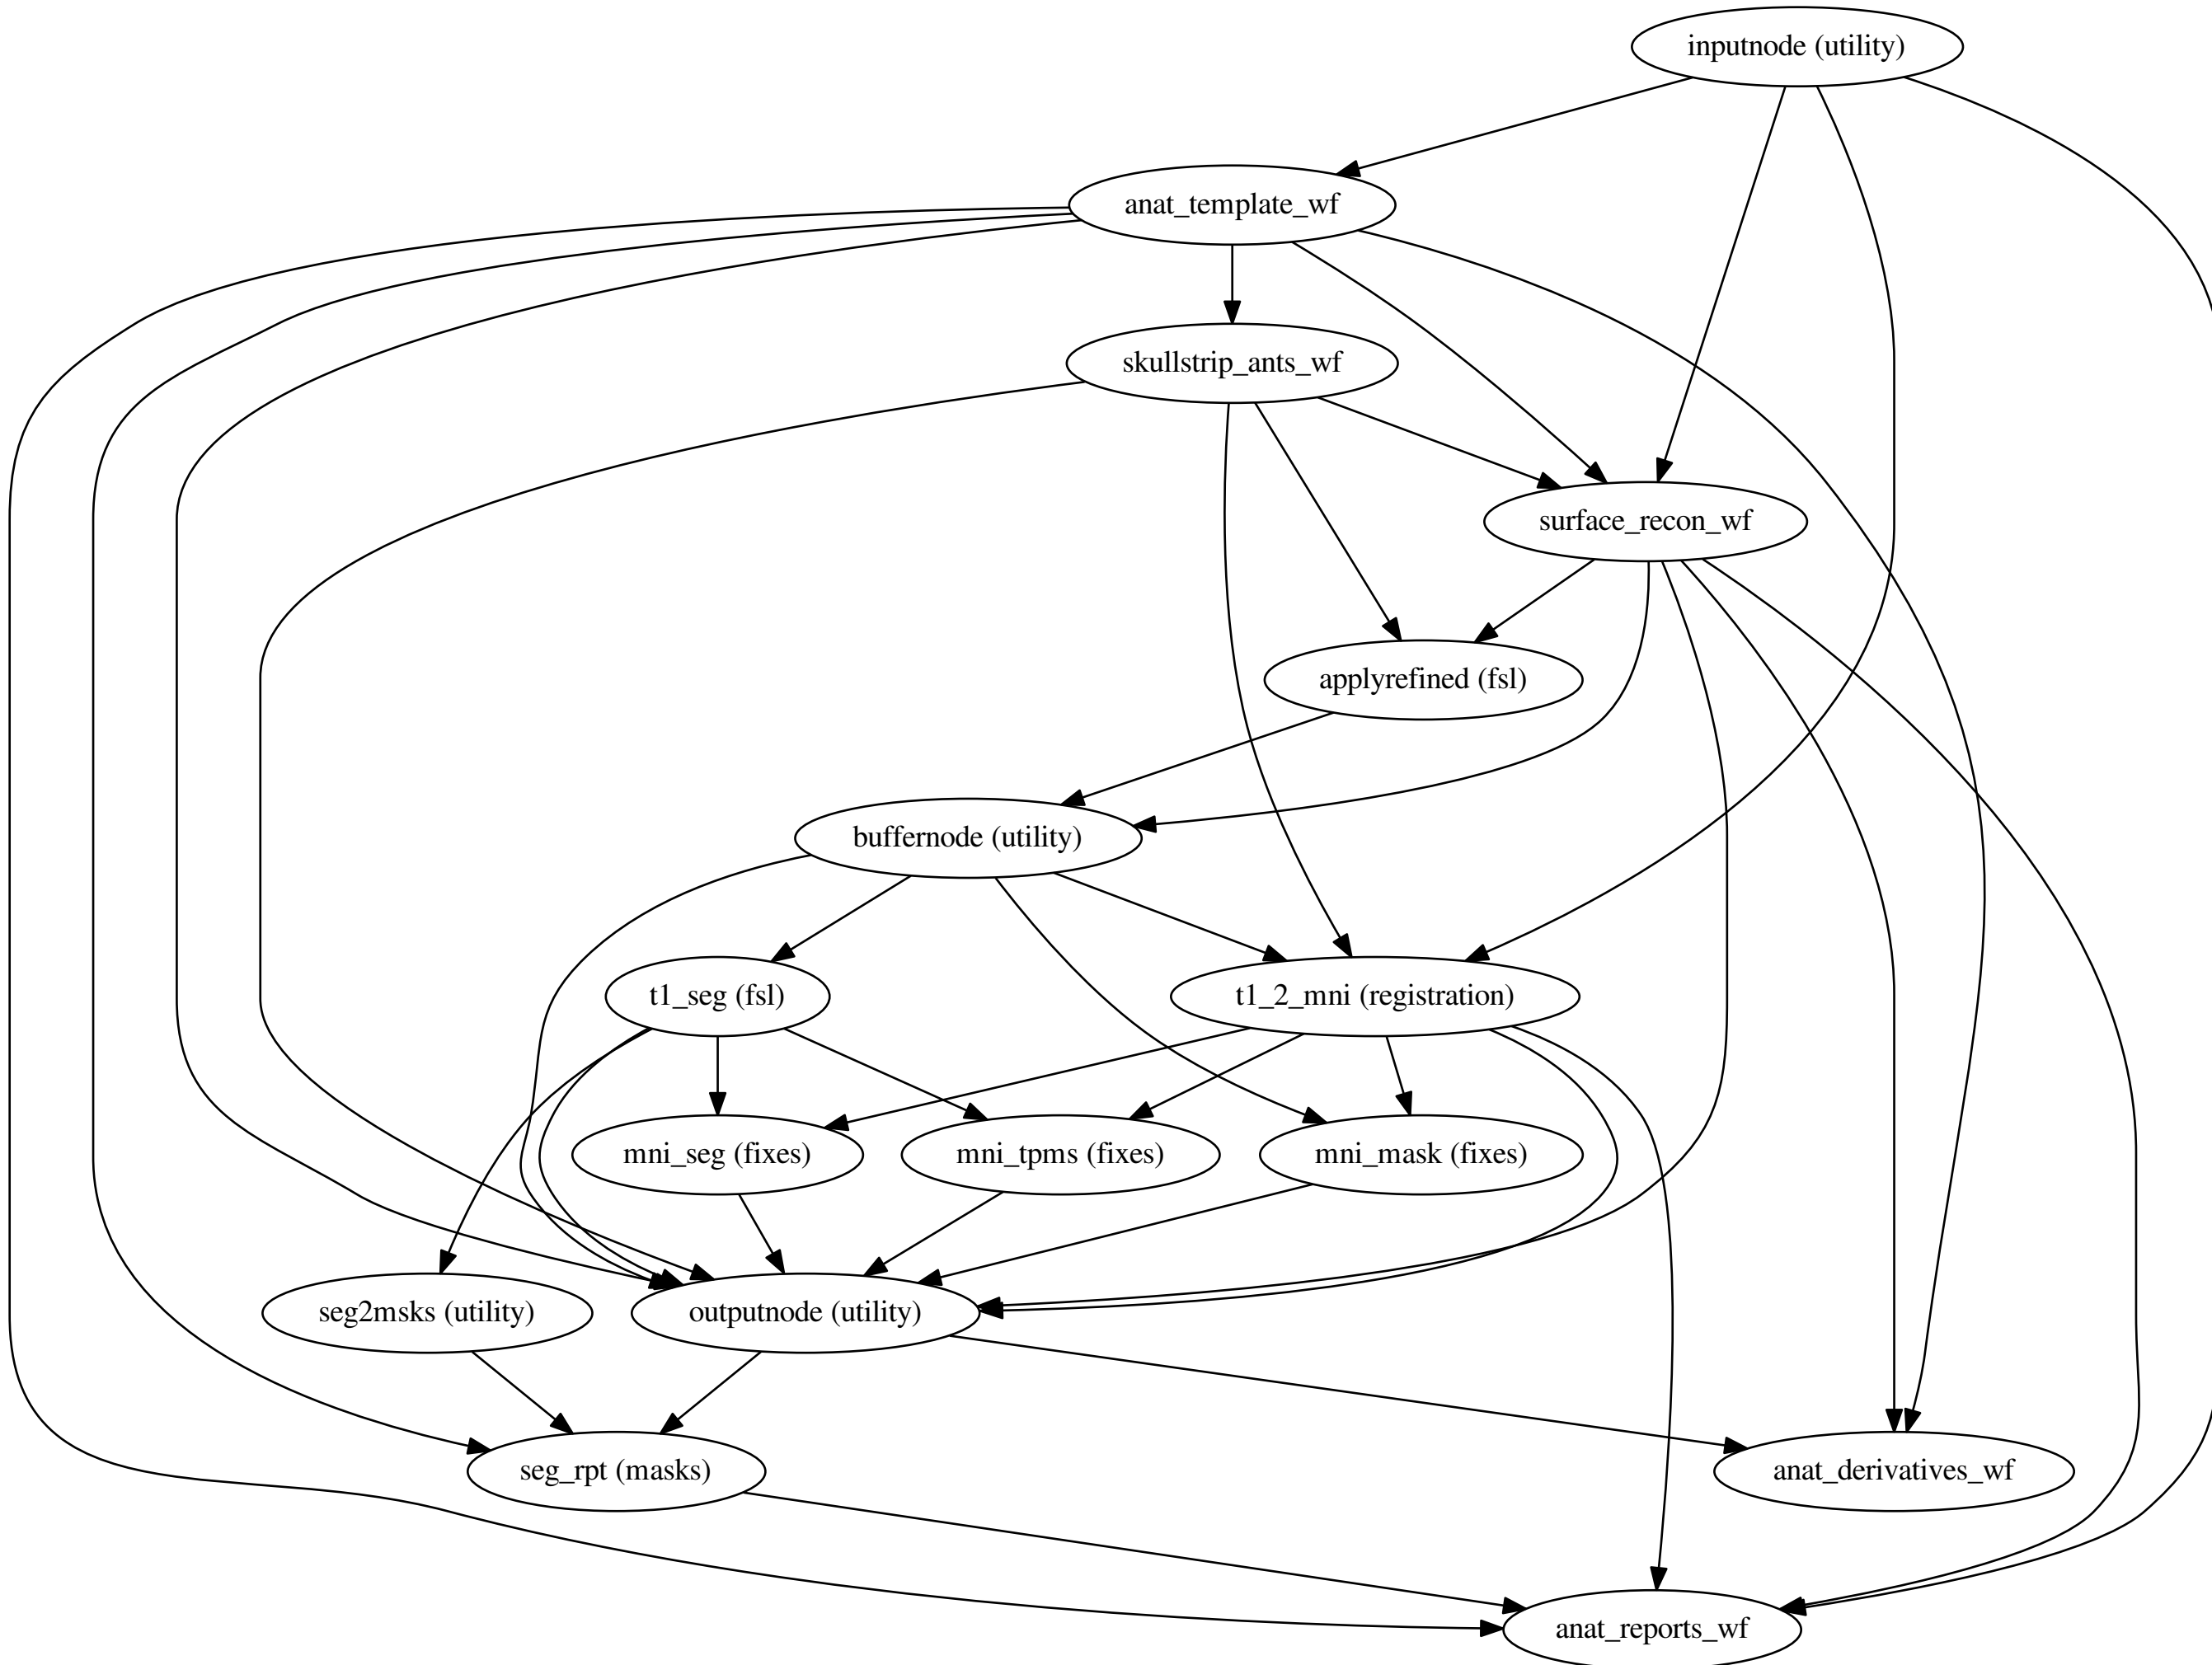 inputnode (utility)
anat_template_wf
skullstrip_ants_wf
surface_recon_wf
applyrefined (fsl)
buffernode (utility)
t1_seg (fsl)
t1_2_mni (registration)
mni_seg (fixes)
mni_tpms (fixes)
mni_mask (fixes)
seg2msks (utility)
outputnode (utility)
seg_rpt (masks)
anat_derivatives_wf
anat_reports_wf